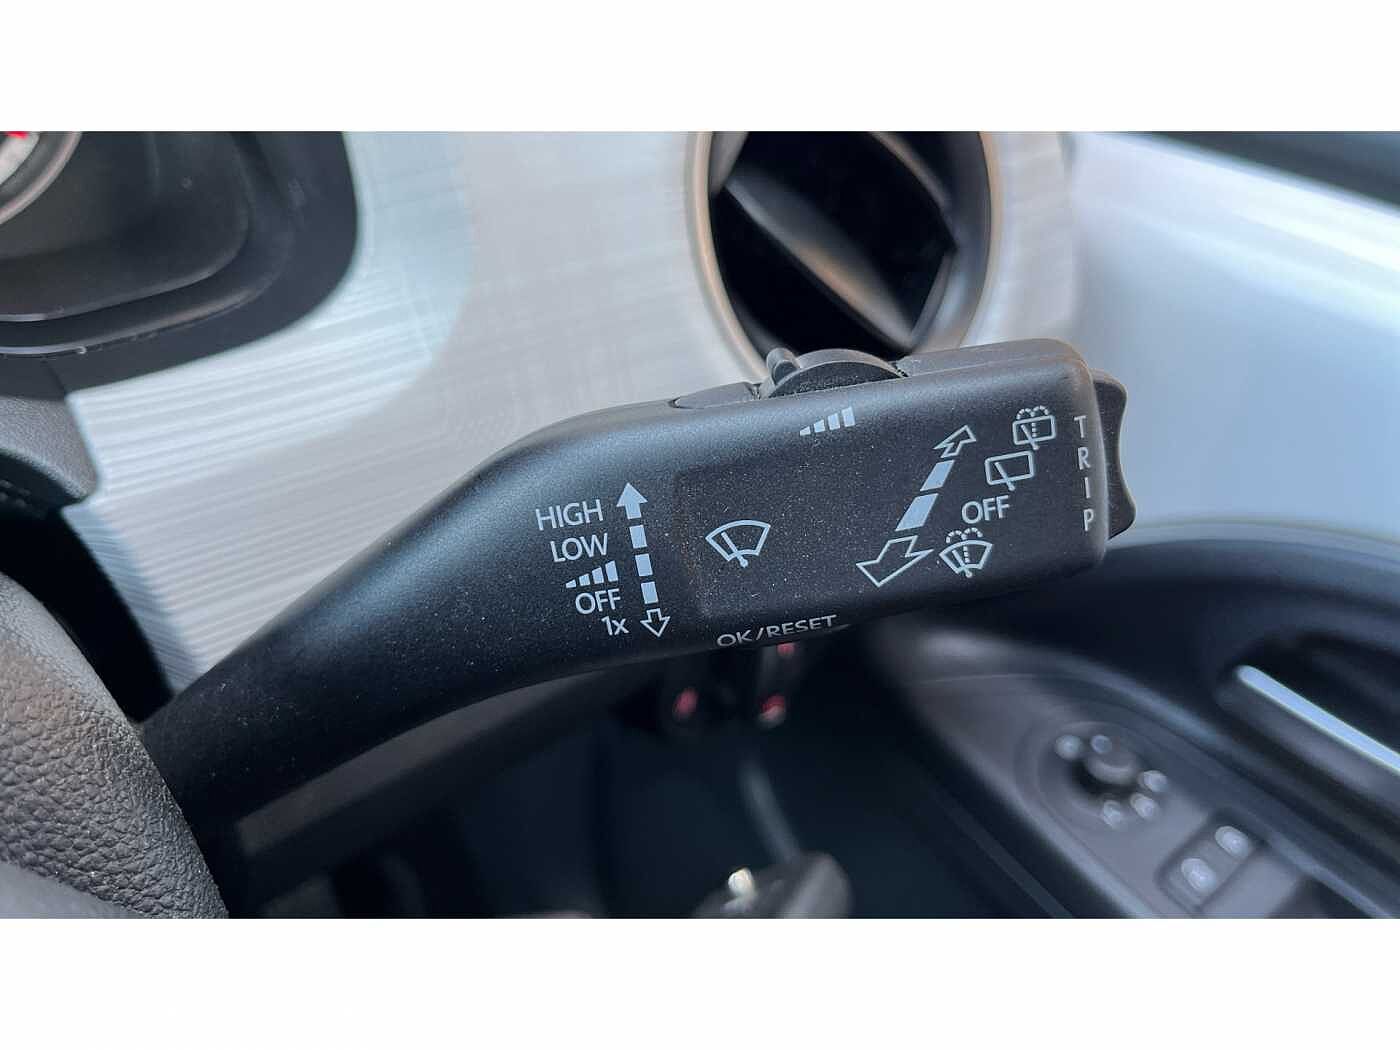 HIGH
LOW
OFF
1x
OFF
TRIP
OK/RESET